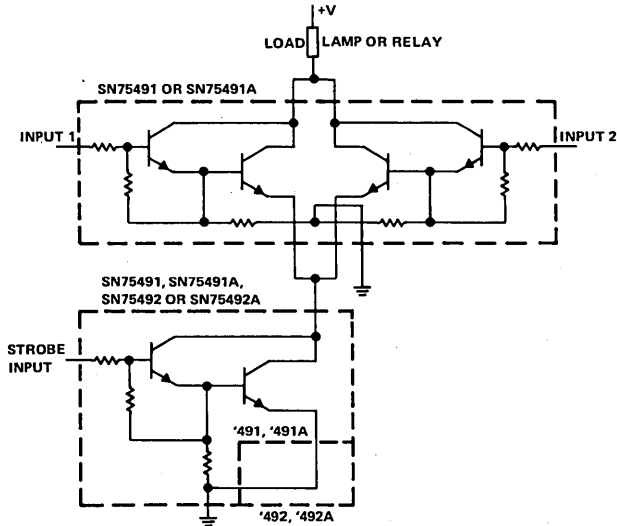 +V
LOAD
LAMP OR RELAY
SN75491 OR SN75491A
INPUT 1
INPUT 2
SN75491, SN75491A,
SN75492 OR SN75492A
STROBE
INPUT
'491, '491A
'492, '492A